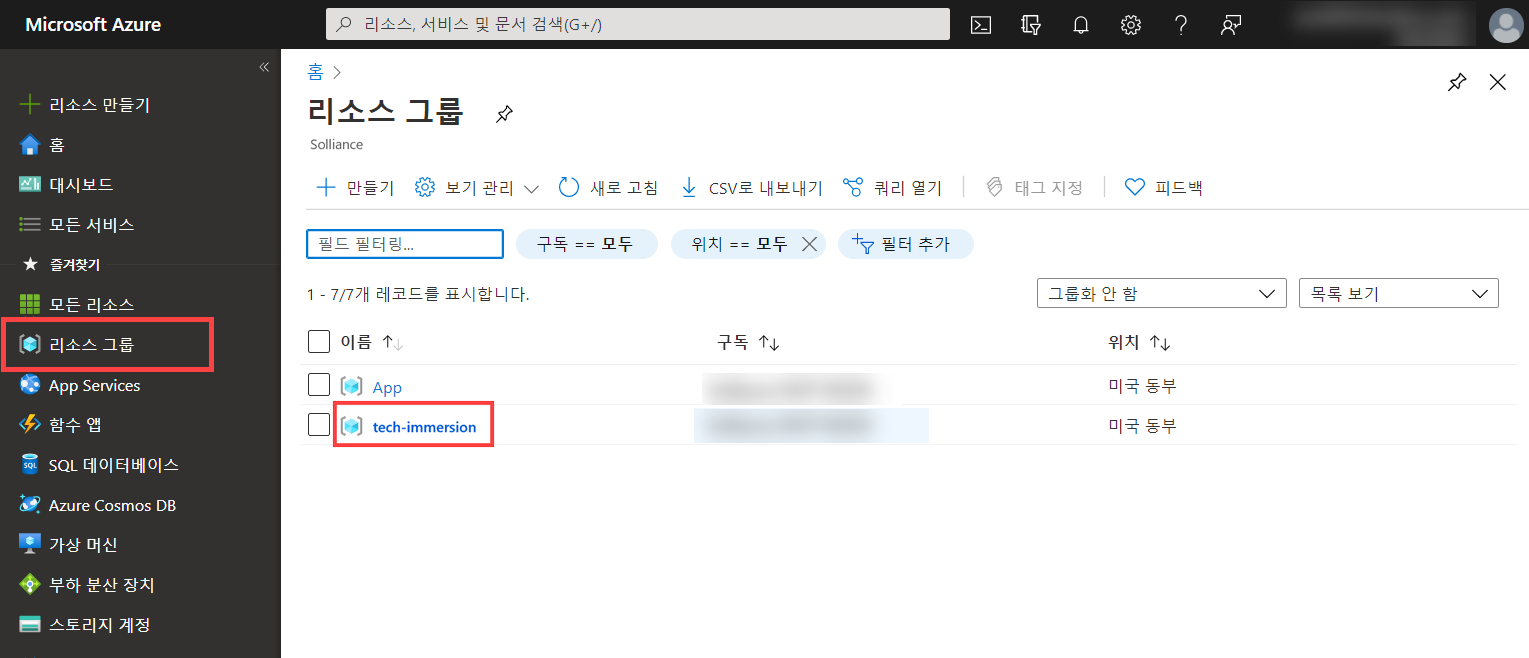 Microsoft Azure
리소스, 서비스 및 문서 검색(G+/)
리소스 만들기
홈
대시보드
모든 서비스
즐겨찾기
모든 리소스
리소스 그룹
App Services
함수 앱
SQL 데이터베이스
Azure Cosmos DB
가상 머신
부하 분산 장치
스토리지 계정
홈
리소스 그룹
Solliance
만들기 보기 관리 새로 고침 CSV로 내보내기 쿼리 열기 태그 지정 피드백
필드 필터링... 구독 == 모두 위치 == 모두 필터 추가
1 - 7/7개 레코드를 표시합니다. 그룹화 안 함 목록 보기
이름 구독 위치
App 미국 동부
tech-immersion 미국 동부